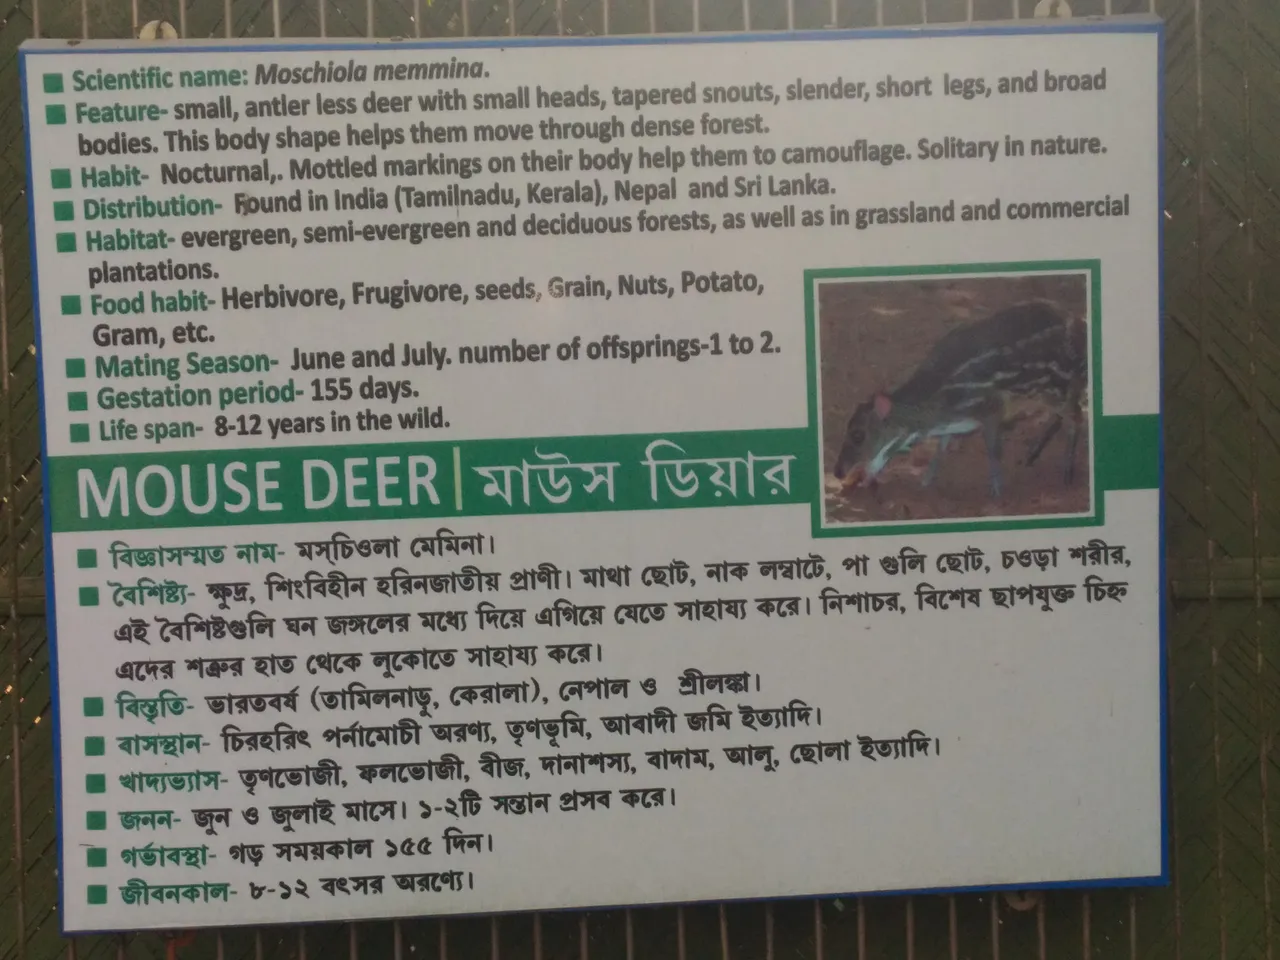 Scientific name: Moschiola memmina.
Feature- small, antler less deer with small heads, tapered snouts, slender, short legs, and broad
bodies. This body shape helps them move through dense forest.
Habit- Nocturnal,. Mottled markings on their body help them to camouflage. Solitary in nature.
Distribution- Found in India (Tamilnadu, Kerala), Nepal and Sri Lanka.
Habitat- evergreen, semi-evergreen and deciduous forests, as well as in grassland and commercial
plantations.
Food habit- Herbivore, Frugivore, seeds, Grain, Nuts, Potato,
Gram, etc.
Mating Season- June and July. number of offsprings-1 to 2.
Gestation period- 155 days.
Life span- 8-12 years in the wild.
MOUSE DEER | মাউস ডিয়ার
বিজ্ঞাসন্মত নাম- মস্চিওলা মেমিনা।
বৈশিষ্ট্য- ক্ষুদ্র, শিংবিহীন হরিনজাতীয় প্রাণী। মাথা ছোট, নাক লম্বাটে, পা গুলি ছোট, চওড়া শরীর,
এই বৈশিষ্টগুলি ঘন জঙ্গলের মধ্যে দিয়ে এগিয়ে যেতে সাহায্য করে। নিশাচর, বিশেষ ছাপযুক্ত চিহ্ন
এদের শত্রুর হাত থেকে লুকোতে সাহায্য করে।
বিস্তৃতি- ভারতবর্ষ (তামিলনাড়ু, কেরালা), নেপাল ও শ্রীলঙ্কা।
বাসস্থান- চিরহরিৎ পর্নামোচী অরণ্য, তৃণভূমি, আবাদী জমি ইত্যাদি।
খাদ্যভ্যাস- তৃণভোজী, ফলভোজী, বীজ, দানাশস্য, বাদাম, আলু, ছোলা ইত্যাদি।
জনন- জুন ও জুলাই মাসে। ১-২টি সন্তান প্রসব করে।
গর্ভাবস্থা- গড় সময়কাল ১৫৫ দিন।
জীবনকাল- ৮-১২ বৎসর অরণ্যে।